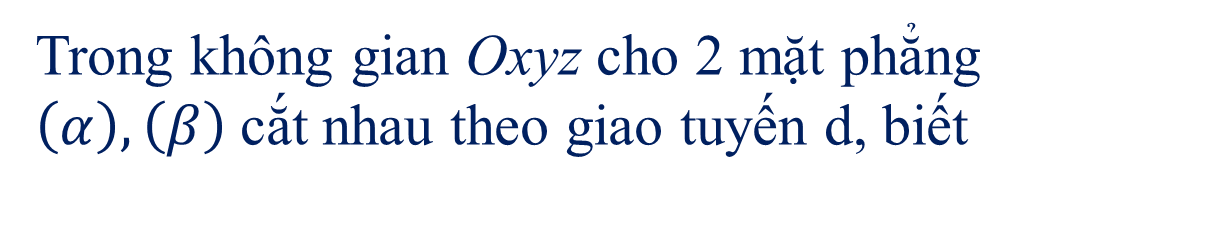 Trong không gian Oxyz cho 2 mặt phẳng
(α), (β) cắt nhau theo giao tuyến d, biết